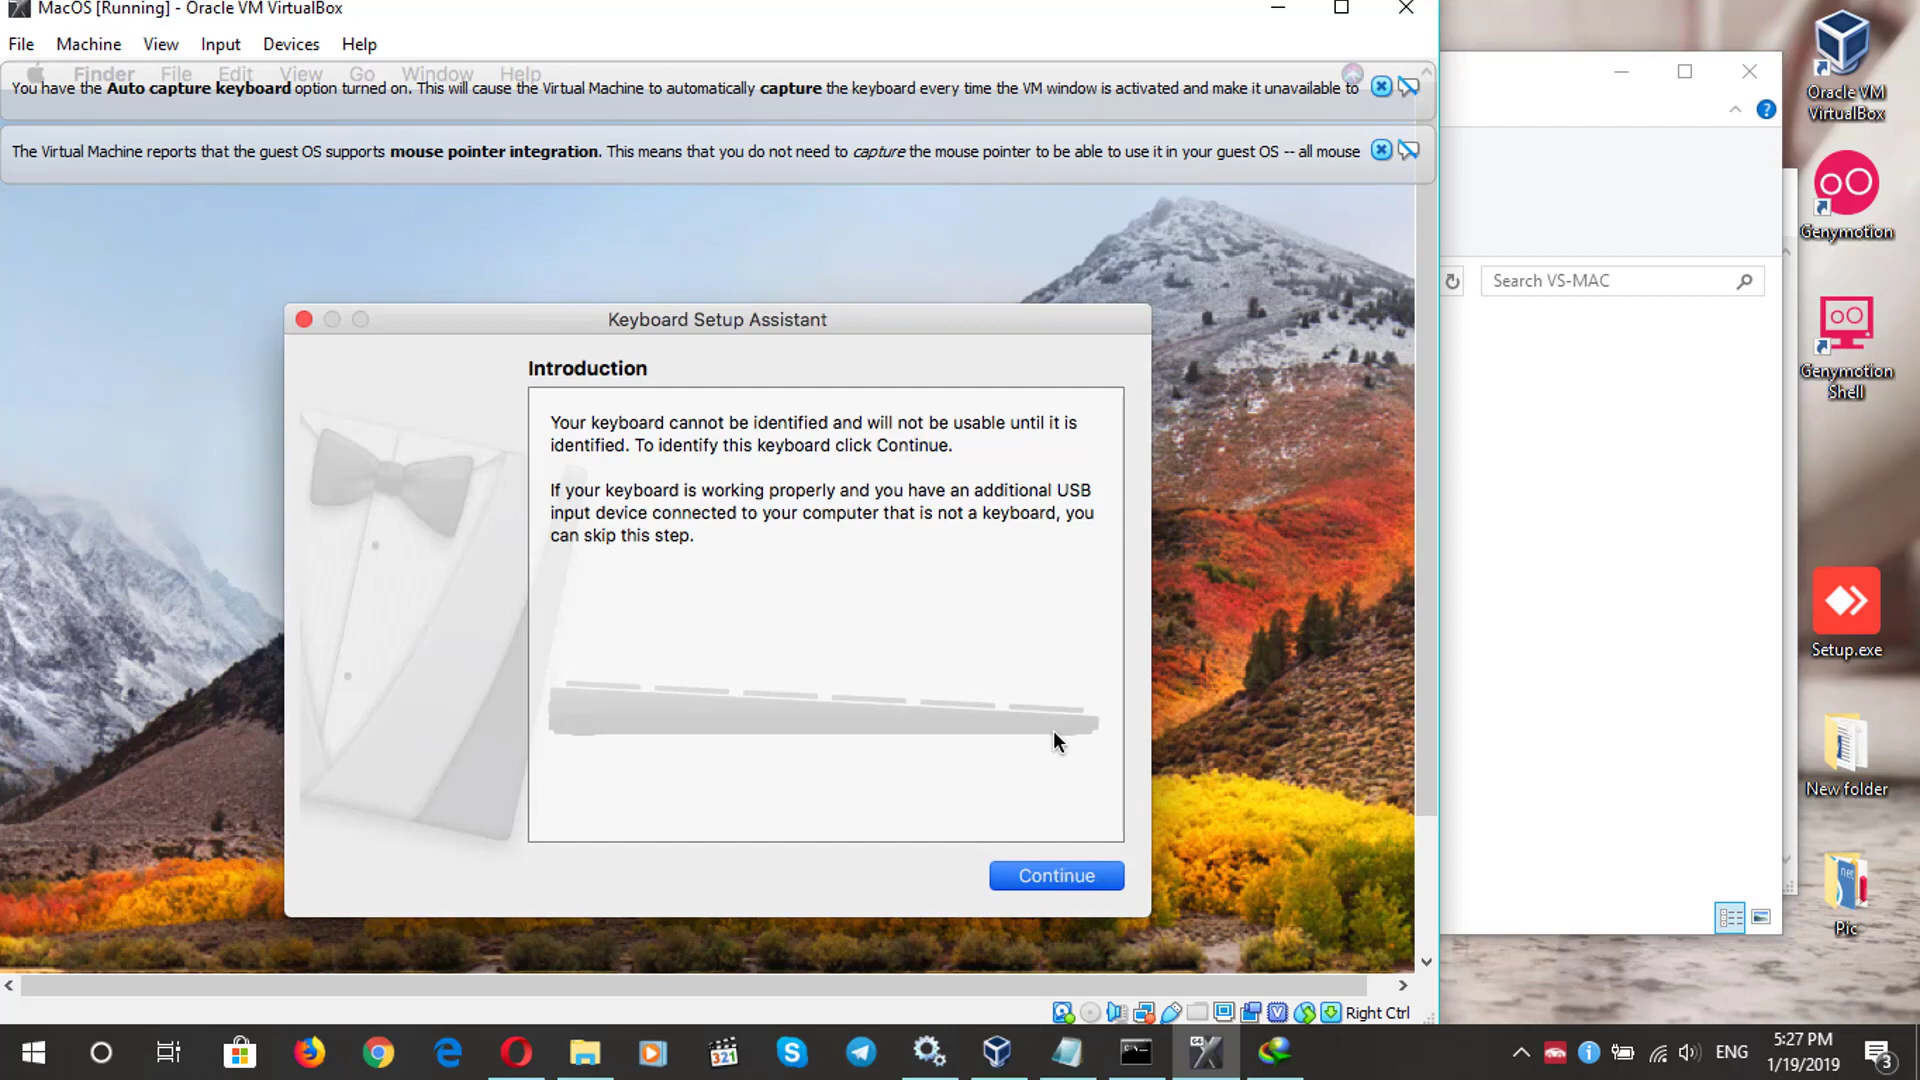 MacOS [Running] - Oracle VM VirtualBox
File Machine View Input Devices Help
Finder File Edit View Go Window Help
You have the Auto capture keyboard option turned on. This will cause the Virtual Machine to automatically capture the keyboard every time the VM window is activated and make it unavailable to
The Virtual Machine reports that the guest OS supports mouse pointer integration. This means that you do not need to capture the mouse pointer to be able to use it in your guest OS -- all mouse
Keyboard Setup Assistant
Introduction
Your keyboard cannot be identified and will not be usable until it is
identified. To identify this keyboard click Continue.
If your keyboard is working properly and you have an additional USB
input device connected to your computer that is not a keyboard, you
can skip this step.
Continue
Right Ctrl
Search VS-MAC
Oracle VM
VirtualBox
Genymotion
Genymotion
Shell
Setup.exe
New folder
net
Pic
321
ENG
5:27 PM
1/19/2019
3